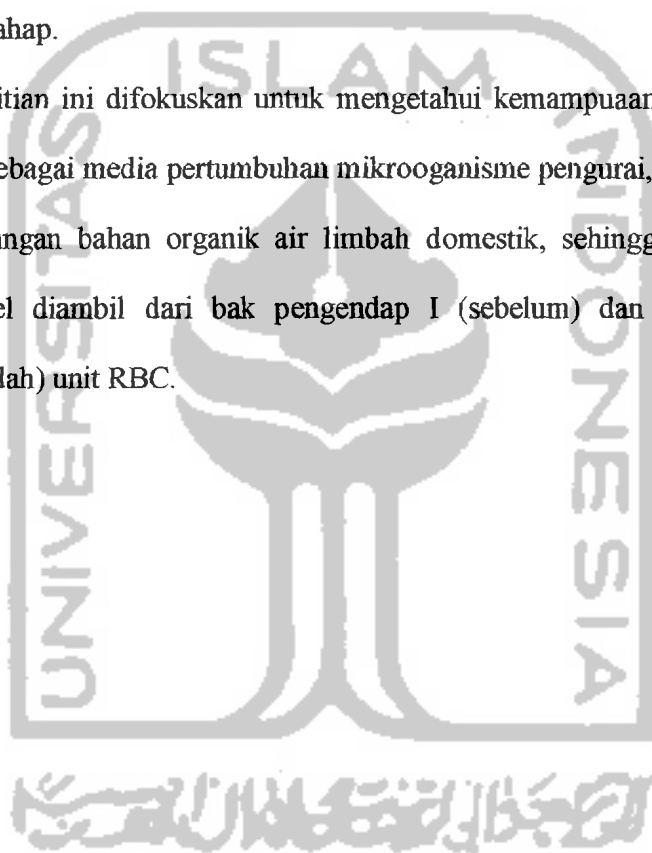 ahap.
ISLAM
itian ini difokuskan untuk mengetahui kemampuaan
ebagai media pertumbuhan mikrooganisme pengurai,
ngan bahan organik air limbah domestik, sehingg
el diambil dari bak pengendap I (sebelum) dan
lah) unit RBC.
UNIVERSITAS
INDONESIA